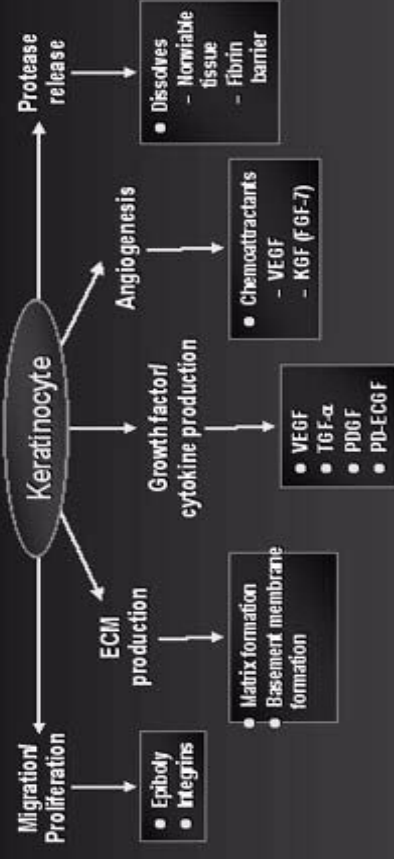 Keratinocyte
Migration/
Proliferation
• Epiboly
• Integrins
ECM
production
• Matrix formation
• Basement membrane
formation
Growth factor/
cytokine production
• VEGF
• TGF-α
• PDGF
• PD-ECGF
Angiogenesis
• Chemoattractants
– VEGF
– KGF (FGF-7)
Protease
release
• Dissolves
– Nonviable
tissue
– Fibrin
barrier